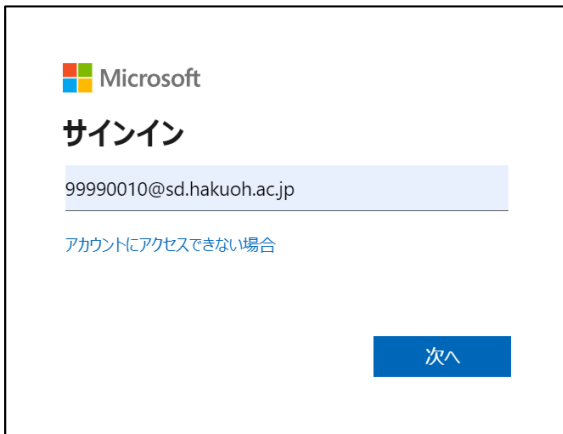 Microsoft
サインイン
99990010@sd.hakuoh.ac.jp
アカウントにアクセスできない場合
次へ